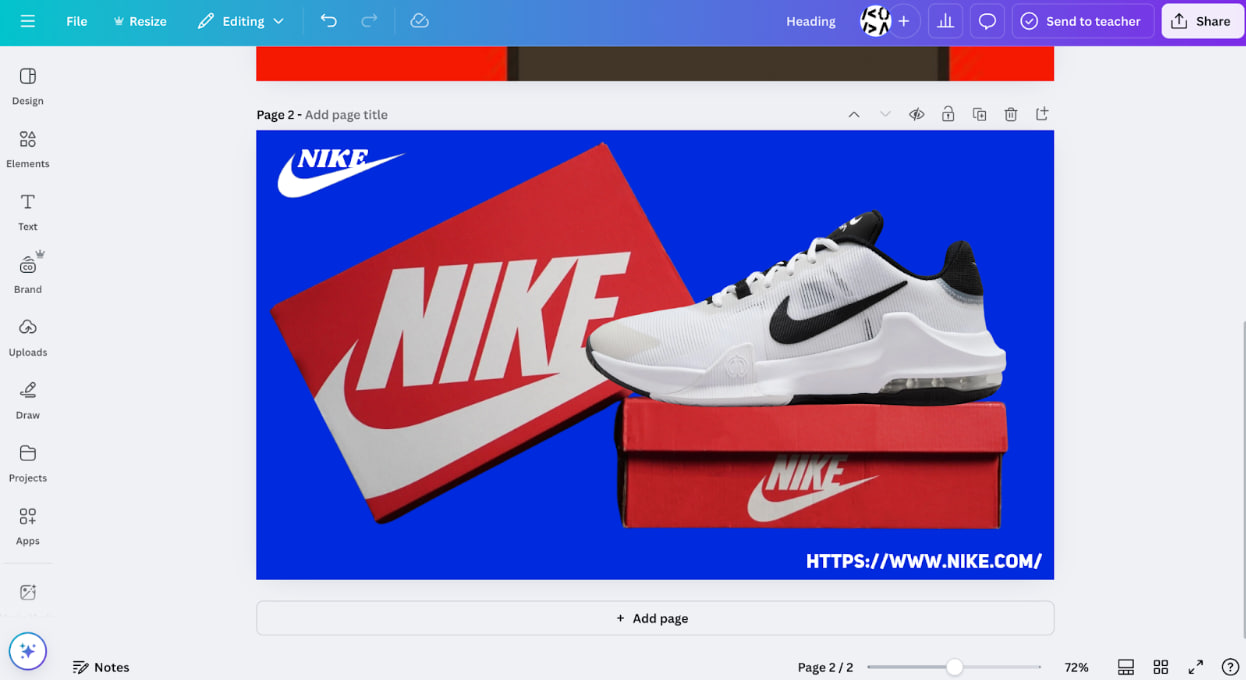 File
Resize
Editing
Heading
Send to teacher
Share
Design
Elements
Text
Brand
Uploads
Draw
Projects
Apps
Page 2 - Add page title
NIKE
NIKE
NIKE
HTTPS://WWW.NIKE.COM/
+ Add page
Notes
Page 2 / 2
72%